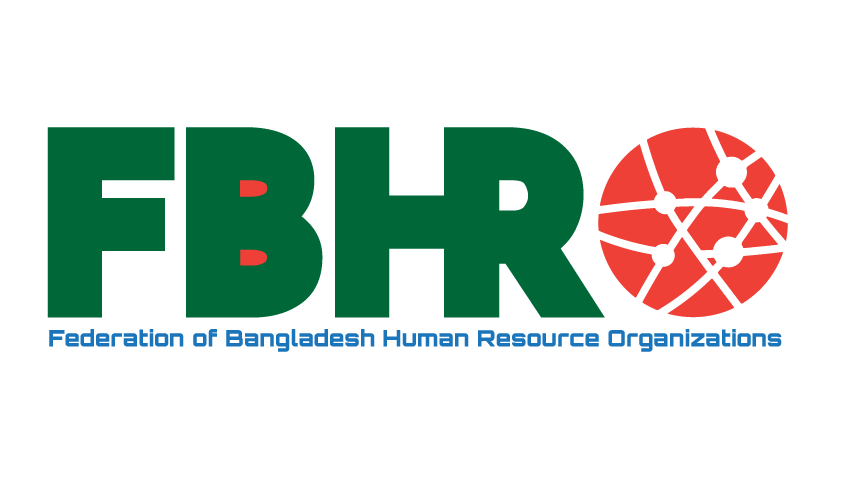 FBHRO
Federation of Bangladesh Human Resource Organizations